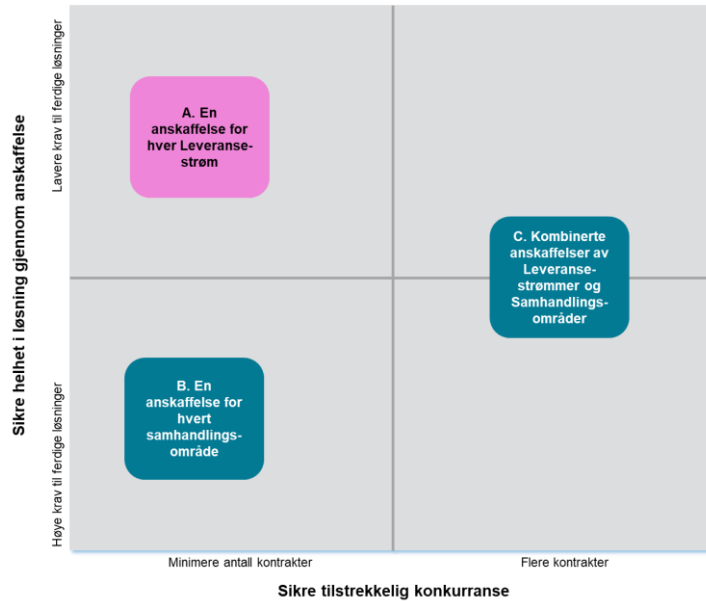 Sikre helhet i løsning gjennom anskaffelse
Lavere krav til ferdige løsninger
Høye krav til ferdige løsninger
A. En
anskaffelse for
hver Leveranse-
strøm
C. Kombinerte
anskaffelser av
Leveranse-
strømmer og
Samhandlings-
områder
B. En
anskaffelse for
hvert
samhandlings-
område
Minimere antall kontrakter
Flere kontrakter
Sikre tilstrekkelig konkurranse